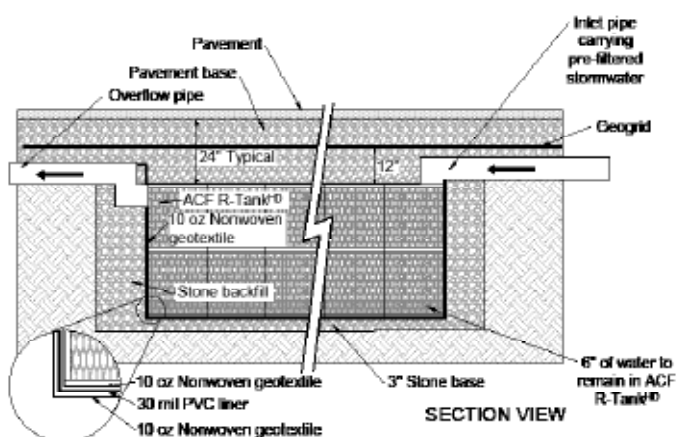 Pavement
Pavement base
Overflow pipe
Inlet pipe
carrying
pre-filtered
stormwater
Geogrid
24" Typical
12"
ACF R-Tankᴴᴰ
10 oz Nonwoven
geotextile
Stone backfill
10 oz Nonwoven geotextile
30 mil PVC liner
10 oz Nonwoven geotextile
3" Stone base
6" of water to
remain in ACF
R-Tankᴴᴰ
SECTION VIEW